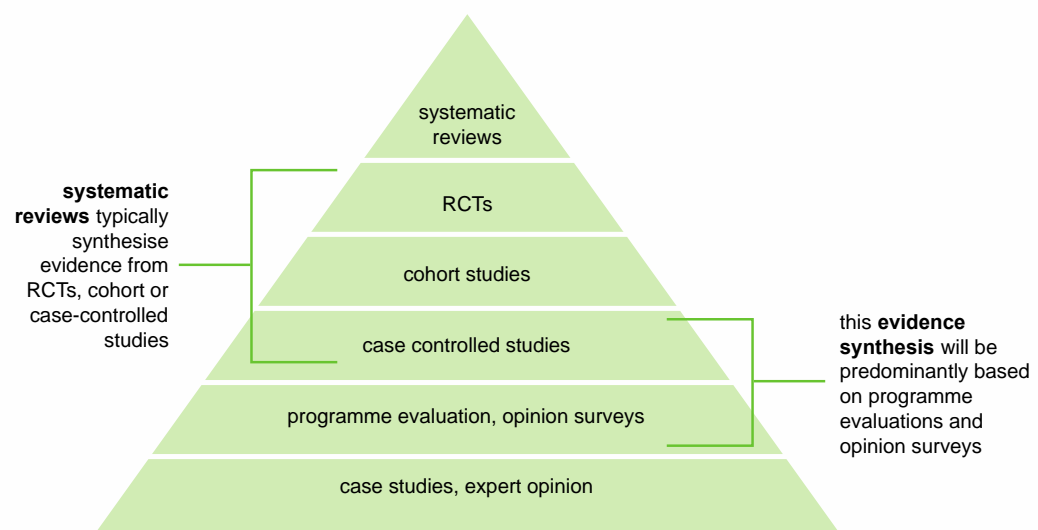 systematic
reviews
systematic
reviews typically
synthesise
evidence from
RCTs, cohort or
case-controlled
studies
RCTs
cohort studies
case controlled studies
this evidence
synthesis will be
predominantly based
on programme
evaluations and
opinion surveys
programme evaluation, opinion surveys
case studies, expert opinion